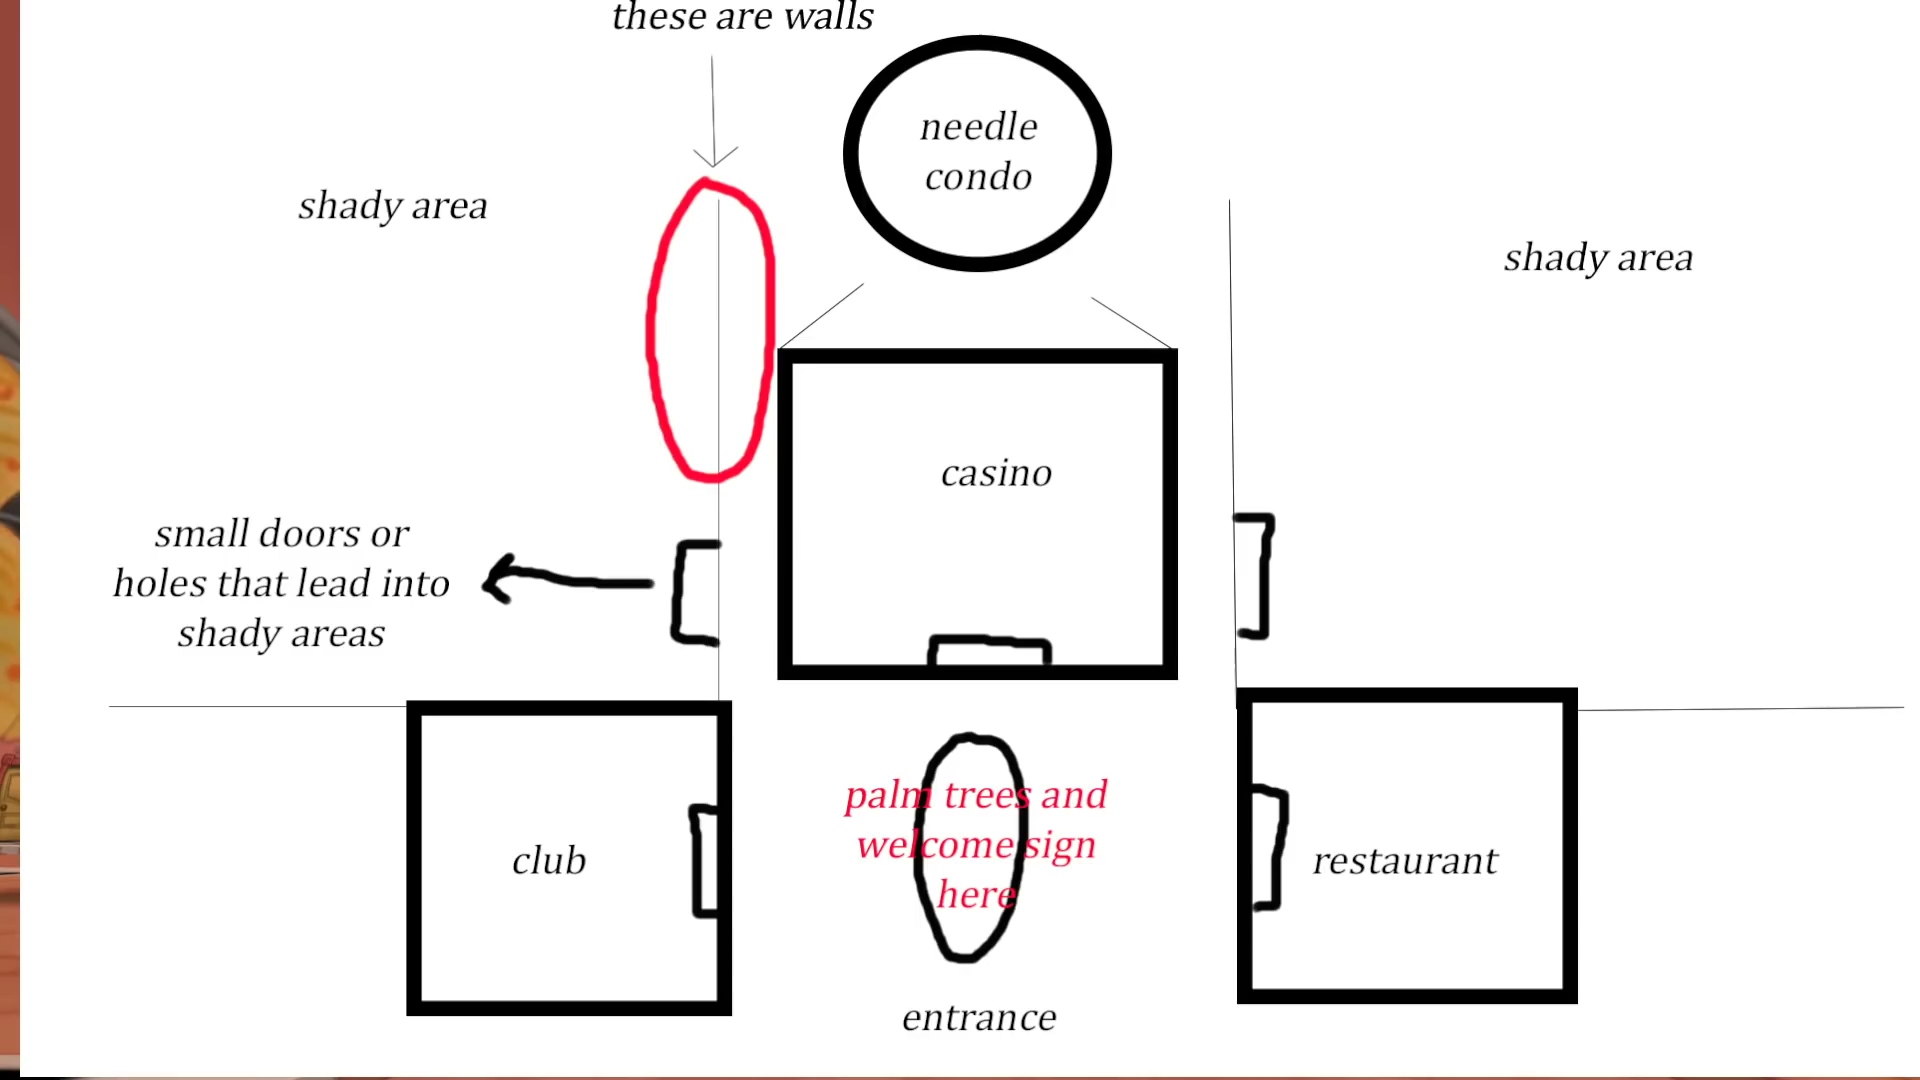 these are walls
needle
condo
shady area
shady area
casino
small doors or
holes that lead into
shady areas
palm trees and
welcome sign
here
club
restaurant
entrance